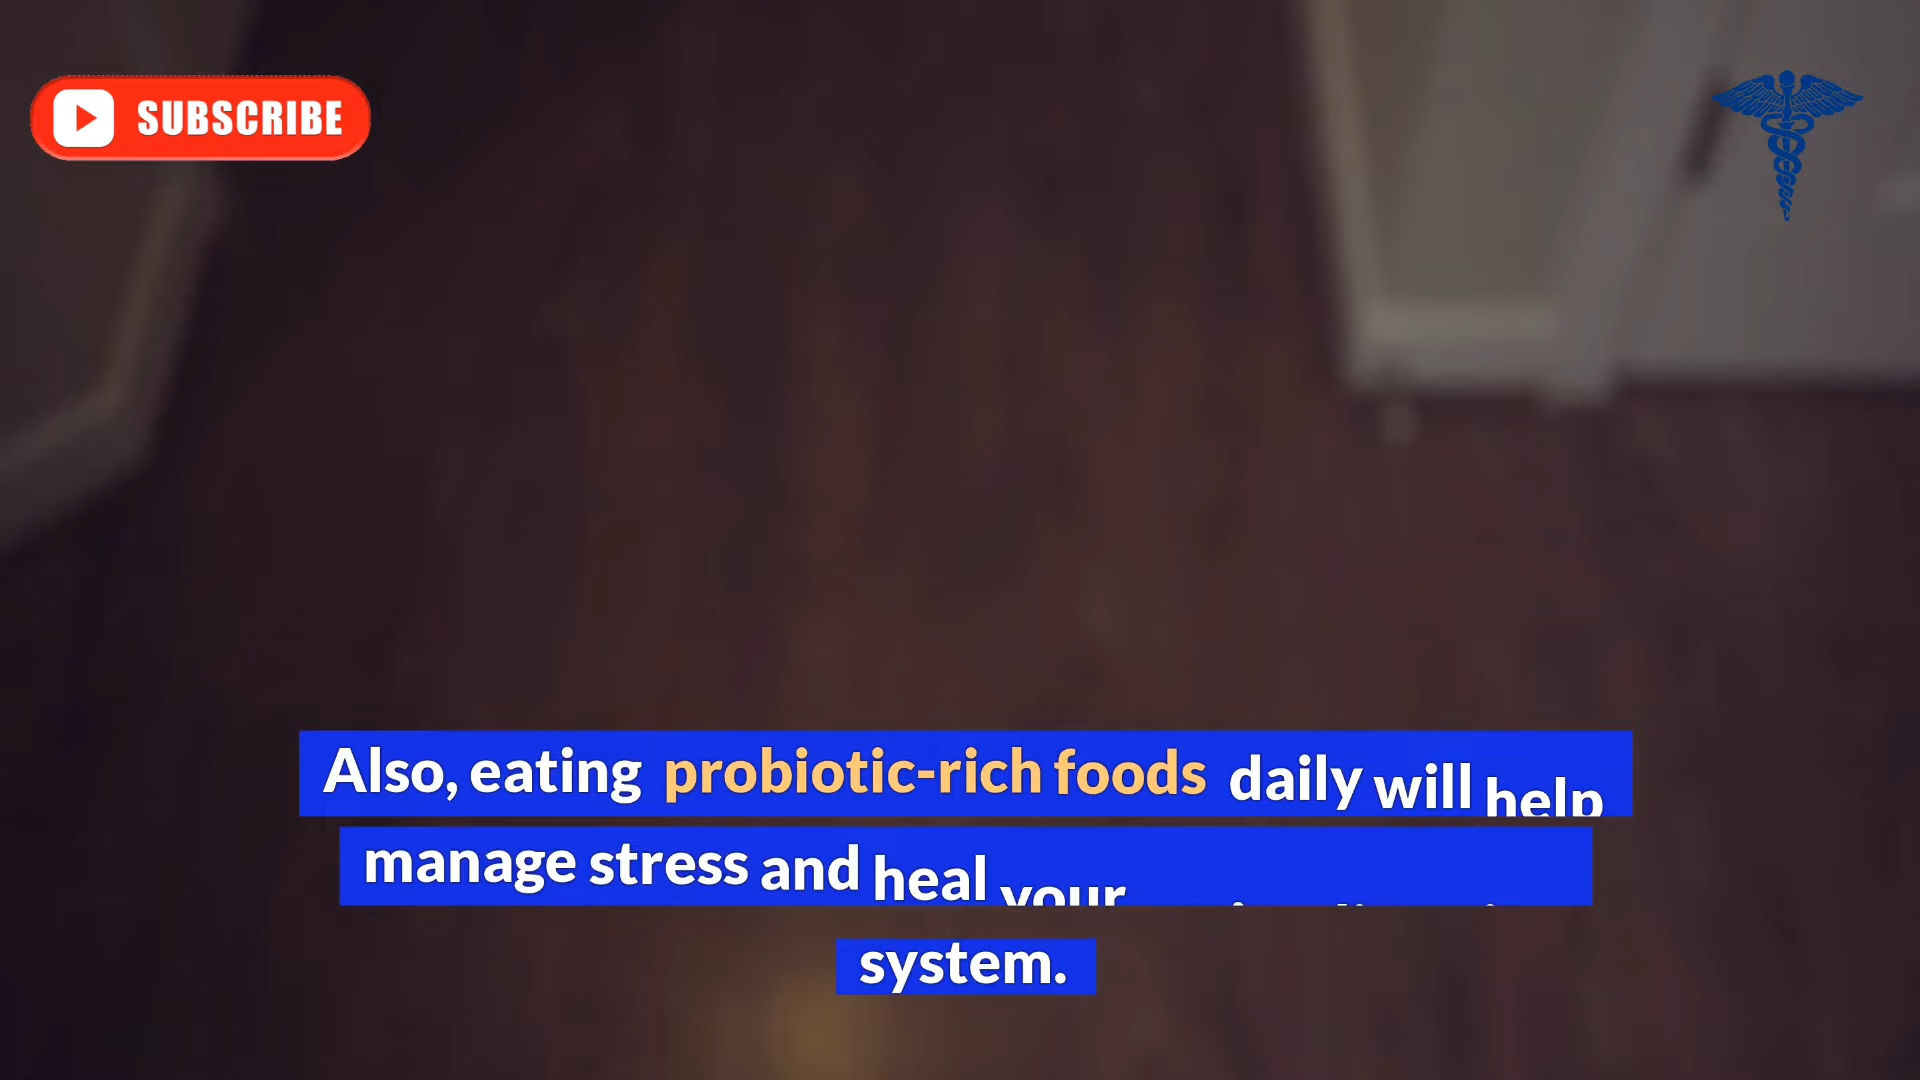 SUBSCRIBE
Also, eating probiotic-rich foods daily will help
manage stress and heal your
system.